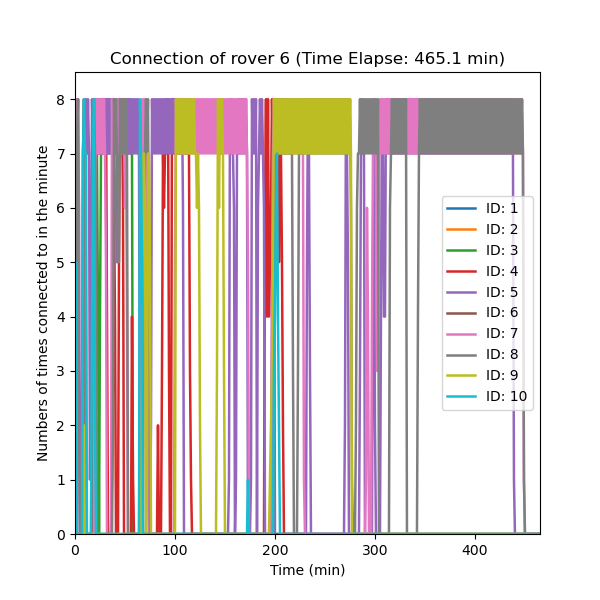 Connection of rover 6 (Time Elapse: 465.1 min)
8
7
6
5
4
3
2
1
0
Numbers of times connected to in the minute
ID: 1
ID: 2
ID: 3
ID: 4
ID: 5
ID: 6
ID: 7
ID: 8
ID: 9
ID: 10
0 100 200 300 400
Time (min)